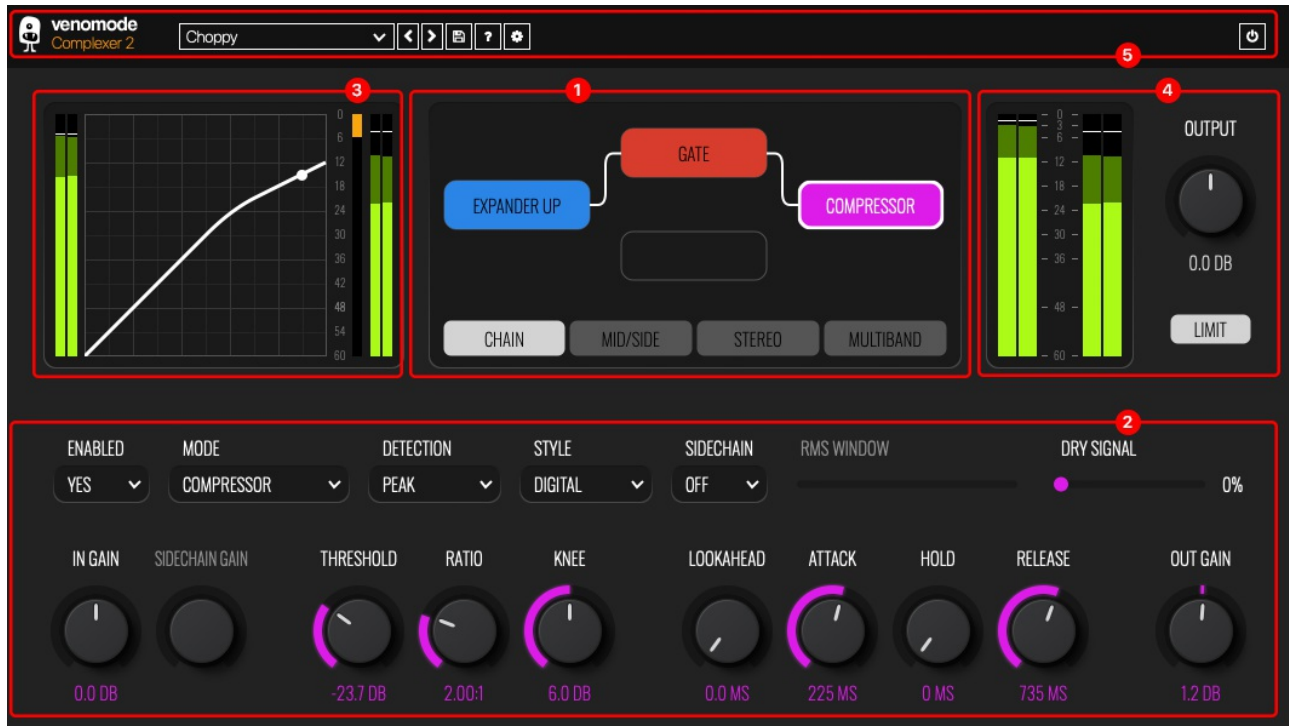 venomode
Complexer 2
Choppy
?
5
3
1
4
0
6
12
18
24
30
36
42
48
54
60
EXPANDER UP
GATE
COMPRESSOR
CHAIN MID/SIDE STEREO MULTIBAND
- 0 -
- 3 -
- 6 -
- 12 -
- 18 -
- 24 -
- 30 -
- 36 -
- 48 -
- 60 -
OUTPUT
0.0 DB
LIMIT
2
ENABLED MODE DETECTION STYLE SIDECHAIN RMS WINDOW DRY SIGNAL
YES COMPRESSOR PEAK DIGITAL OFF 0%
IN GAIN SIDECHAIN GAIN THRESHOLD RATIO KNEE LOOKAHEAD ATTACK HOLD RELEASE OUT GAIN
0.0 DB -23.7 DB 2.00:1 6.0 DB 0.0 MS 225 MS 0 MS 735 MS 1.2 DB